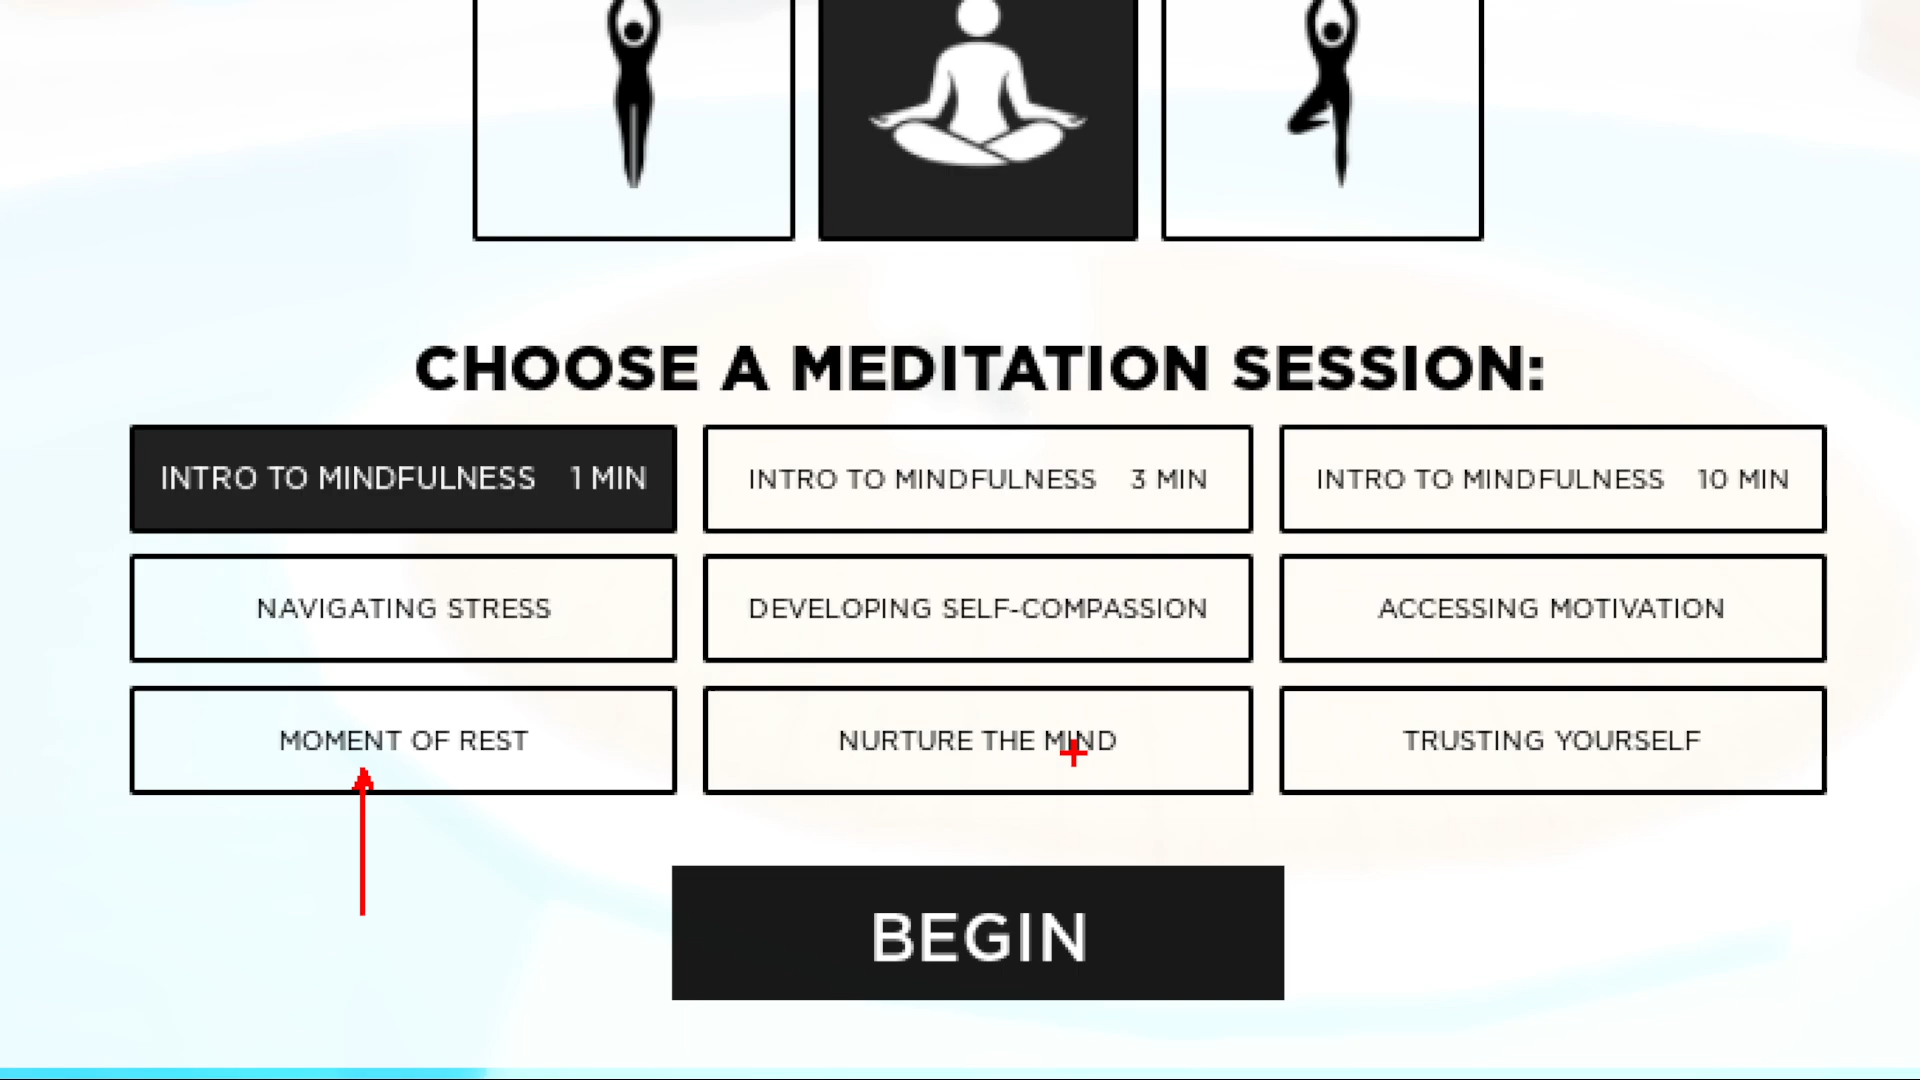 CHOOSE A MEDITATION SESSION:
INTRO TO MINDFULNESS 1 MIN
INTRO TO MINDFULNESS 3 MIN
INTRO TO MINDFULNESS 10 MIN
NAVIGATING STRESS
DEVELOPING SELF-COMPASSION
ACCESSING MOTIVATION
MOMENT OF REST
NURTURE THE MIND
TRUSTING YOURSELF
BEGIN